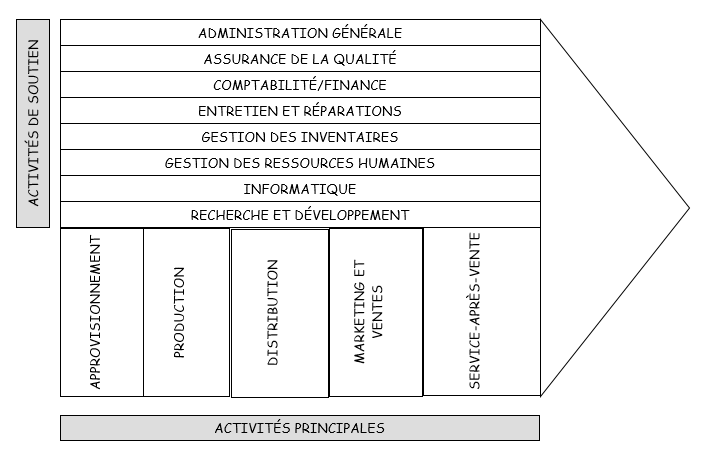 ACTIVITÉS DE SOUTIEN
ADMINISTRATION GÉNÉRALE
ASSURANCE DE LA QUALITÉ
COMPTABILITÉ/FINANCE
ENTRETIEN ET RÉPARATIONS
GESTION DES INVENTAIRES
GESTION DES RESSOURCES HUMAINES
INFORMATIQUE
RECHERCHE ET DÉVELOPPEMENT
APPROVISIONNEMENT
PRODUCTION
DISTRIBUTION
MARKETING ET
VENTES
SERVICE-APRÈS-VENTE
ACTIVITÉS PRINCIPALES